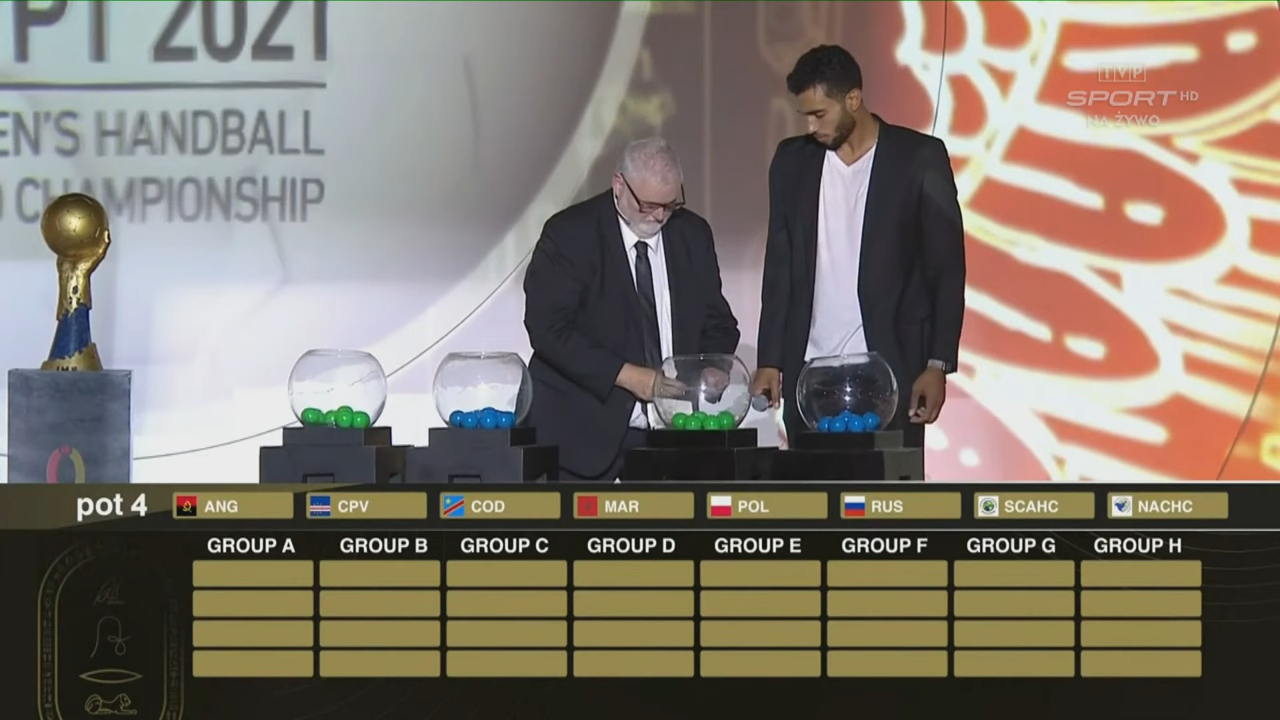 PT 2021
EN'S HANDBALL
D CHAMPIONSHIP
TVP
SPORT HD
NA ŻYWO
pot 4
ANG
CPV
COD
MAR
POL
RUS
SCAHC
NACHC
GROUP A
GROUP B
GROUP C
GROUP D
GROUP E
GROUP F
GROUP G
GROUP H